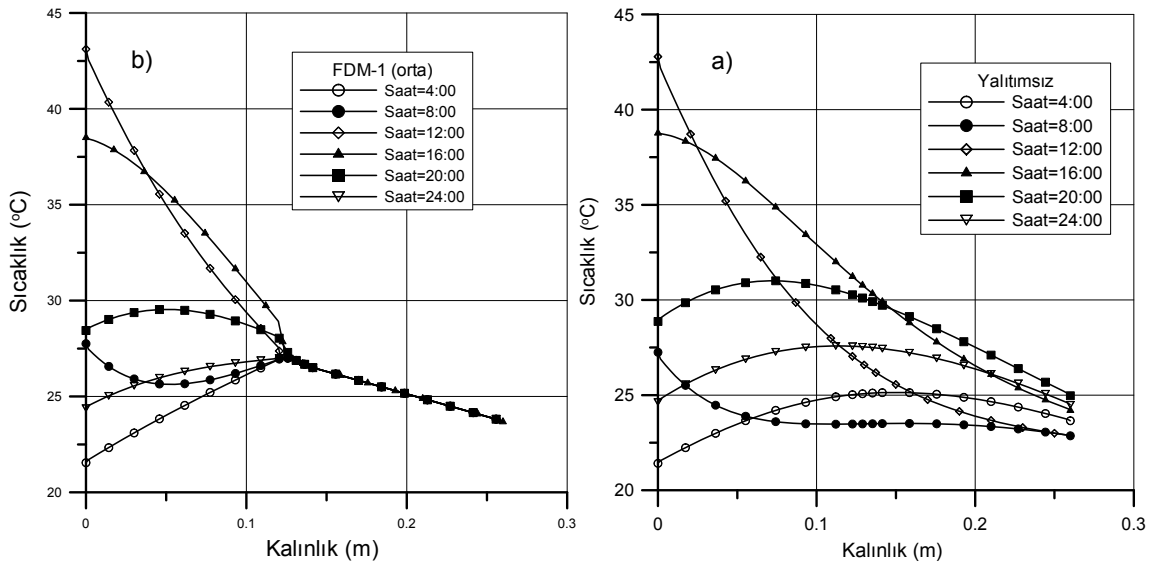 b)
FDM-1 (orta)
Saat=4:00
Saat=8:00
Saat=12:00
Saat=16:00
Saat=20:00
Saat=24:00
45
40
35
30
25
20
Sıcaklık (ºC)
0
0.1
0.2
0.3
Kalınlık (m)
a)
Yalıtımsız
Saat=4:00
Saat=8:00
Saat=12:00
Saat=16:00
Saat=20:00
Saat=24:00
45
40
35
30
25
20
Sıcaklık (ºC)
0
0.1
0.2
0.3
Kalınlık (m)